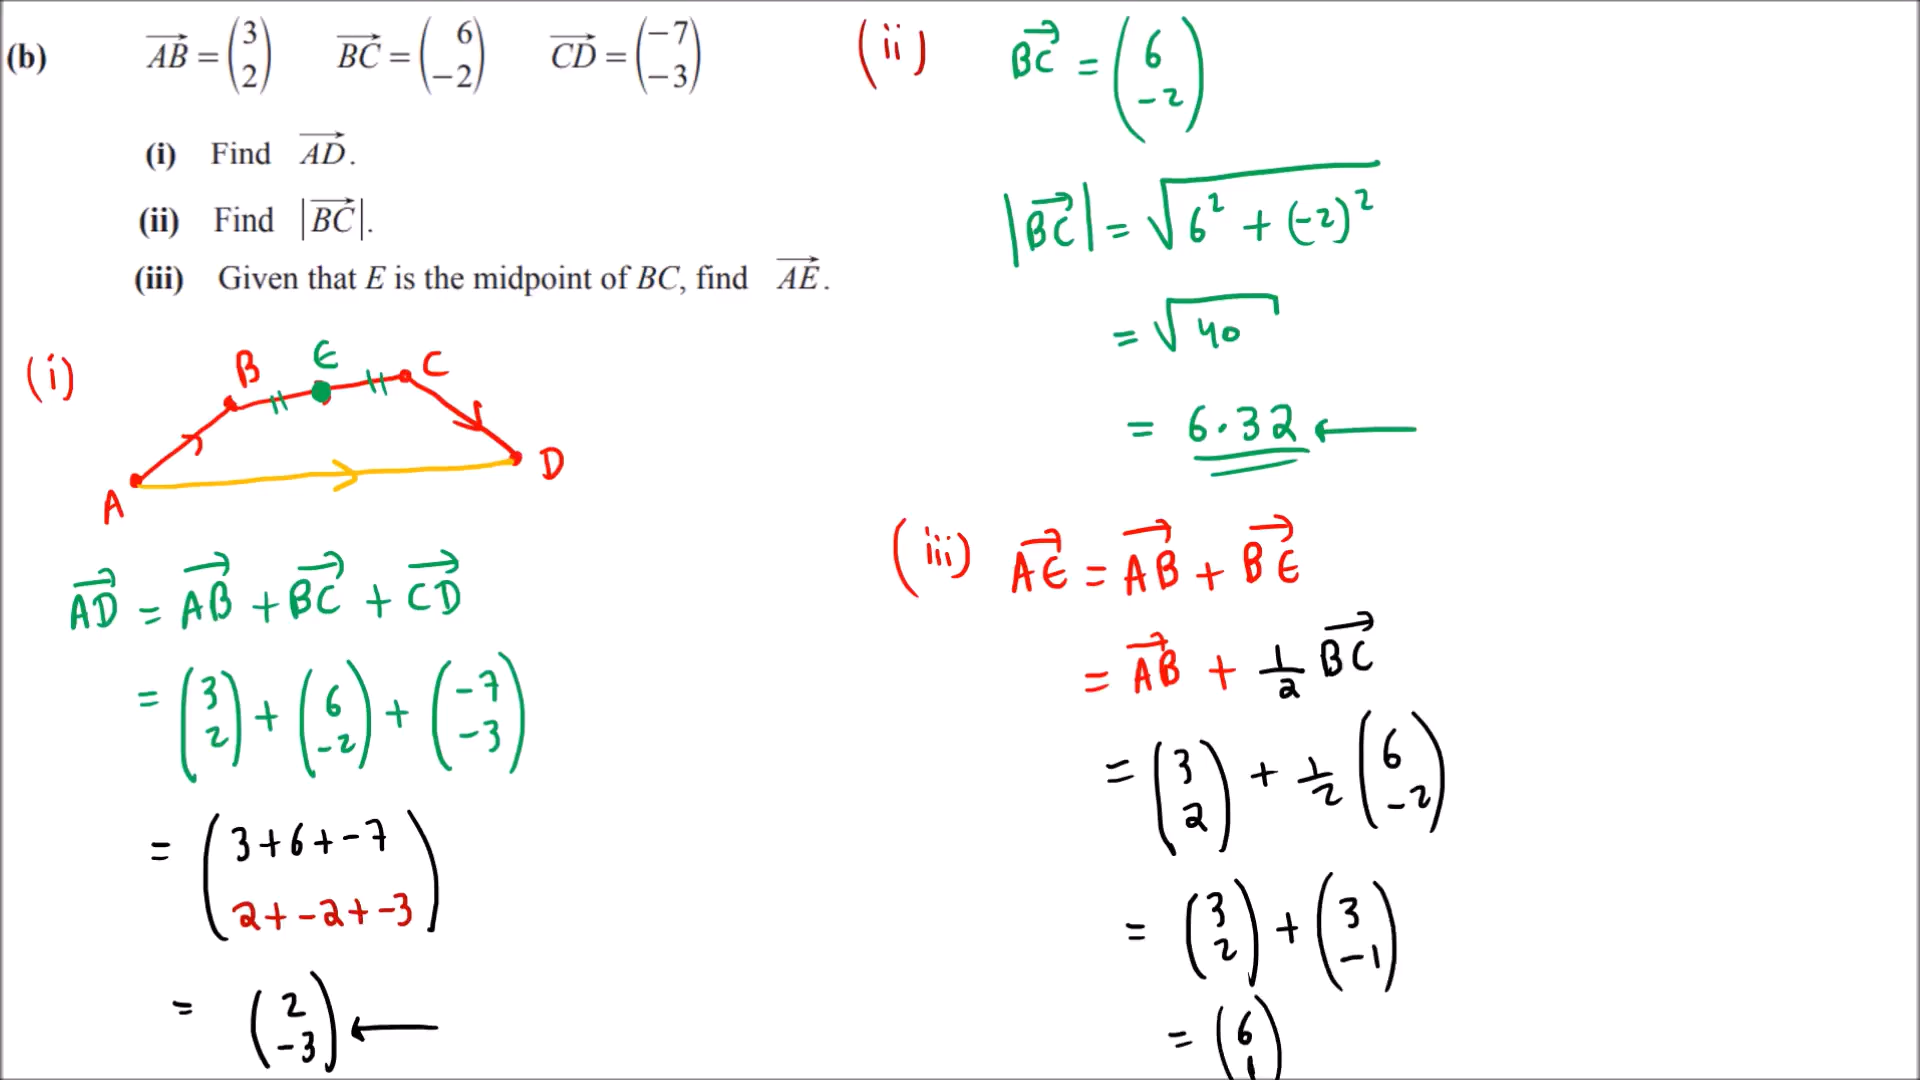 (b) AB = (3 2) BC = (6 −2) CD = (−7 −3)
(i) Find AD.
(ii) Find |BC|.
(iii) Given that E is the midpoint of BC, find AE.
(i)
B E C
A D
AD = AB + BC + CD
= (3 2) + (6 -2) + (-7 -3)
= (3+6+-7 2+-2+-3)
= (2 -3) ←
(ii) BC = (6 -2)
|BC| = √6² + (-2)²
= √40
= 6.32 ←
(iii) AE = AB + BE
= AB + 1/2 BC
= (3 2) + 1/2 (6 -2)
= (3 2) + (3 -1)
= (6 1)